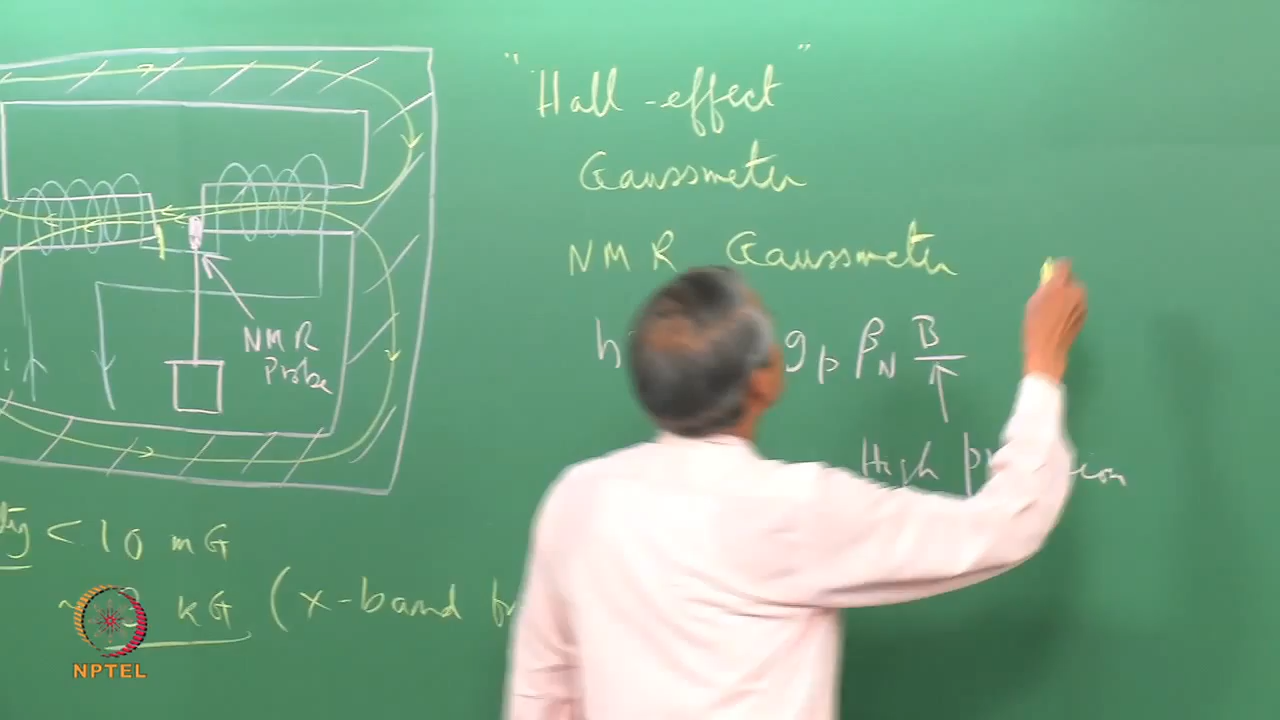 "Hall-effect"
Gaussmeter
NMR Gaussmeter
h
g_p β_N B
High
NMR
Probe
i
< 10 mG
~
kG (x-band
NPTEL